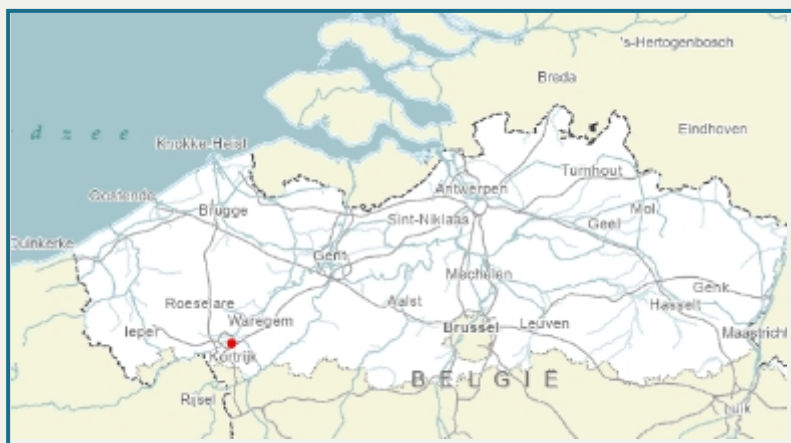 's-Hertogenbosch
Breda
Eindhoven
d z e e
Knokke-Heist
Turnhout
Antwerpen
Oostende
Brugge
Sint-Niklaas
Mol
Geel
Duinkerke
Gent
Mechelen
Genk
Roeselare
Aalst
Hasselt
Waregem
Ieper
Brussel
Leuven
Maastricht
Kortrijk
BELGIË
Rijsel
Luik